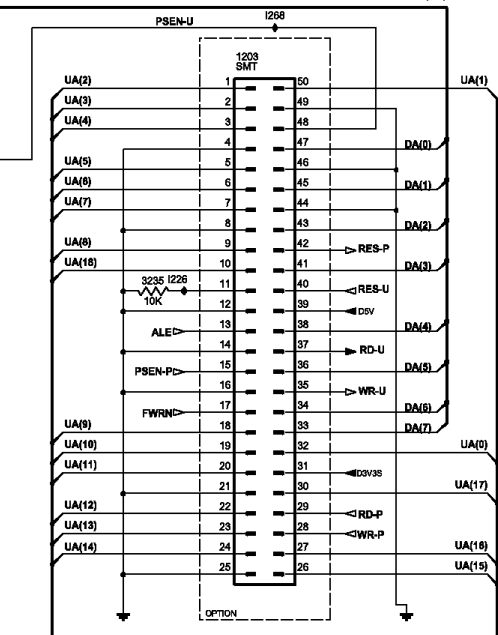 PSEN-U I268
1203
SMT
UA(2) 1 50 UA(1)
UA(3) 2 49
UA(4) 3 48
4 47 DA(0)
UA(5) 5 46
UA(6) 6 45 DA(1)
UA(7) 7 44
8 43 DA(2)
UA(8) 9 42 RES-P
UA(18) 10 41 DA(3)
3235 I226 11 40 RES-U
10K 12 39 D5V
ALE 13 38 DA(4)
14 37 RD-U
PSEN-P 15 36 DA(5)
16 35 WR-U
FWRN 17 34 DA(6)
UA(9) 18 33 DA(7)
UA(10) 19 32 UA(0)
UA(11) 20 31 D3V3S
21 30 UA(17)
UA(12) 22 29 RD-P
UA(13) 23 28 WR-P
UA(14) 24 27 UA(16)
25 26 UA(15)
OPTION